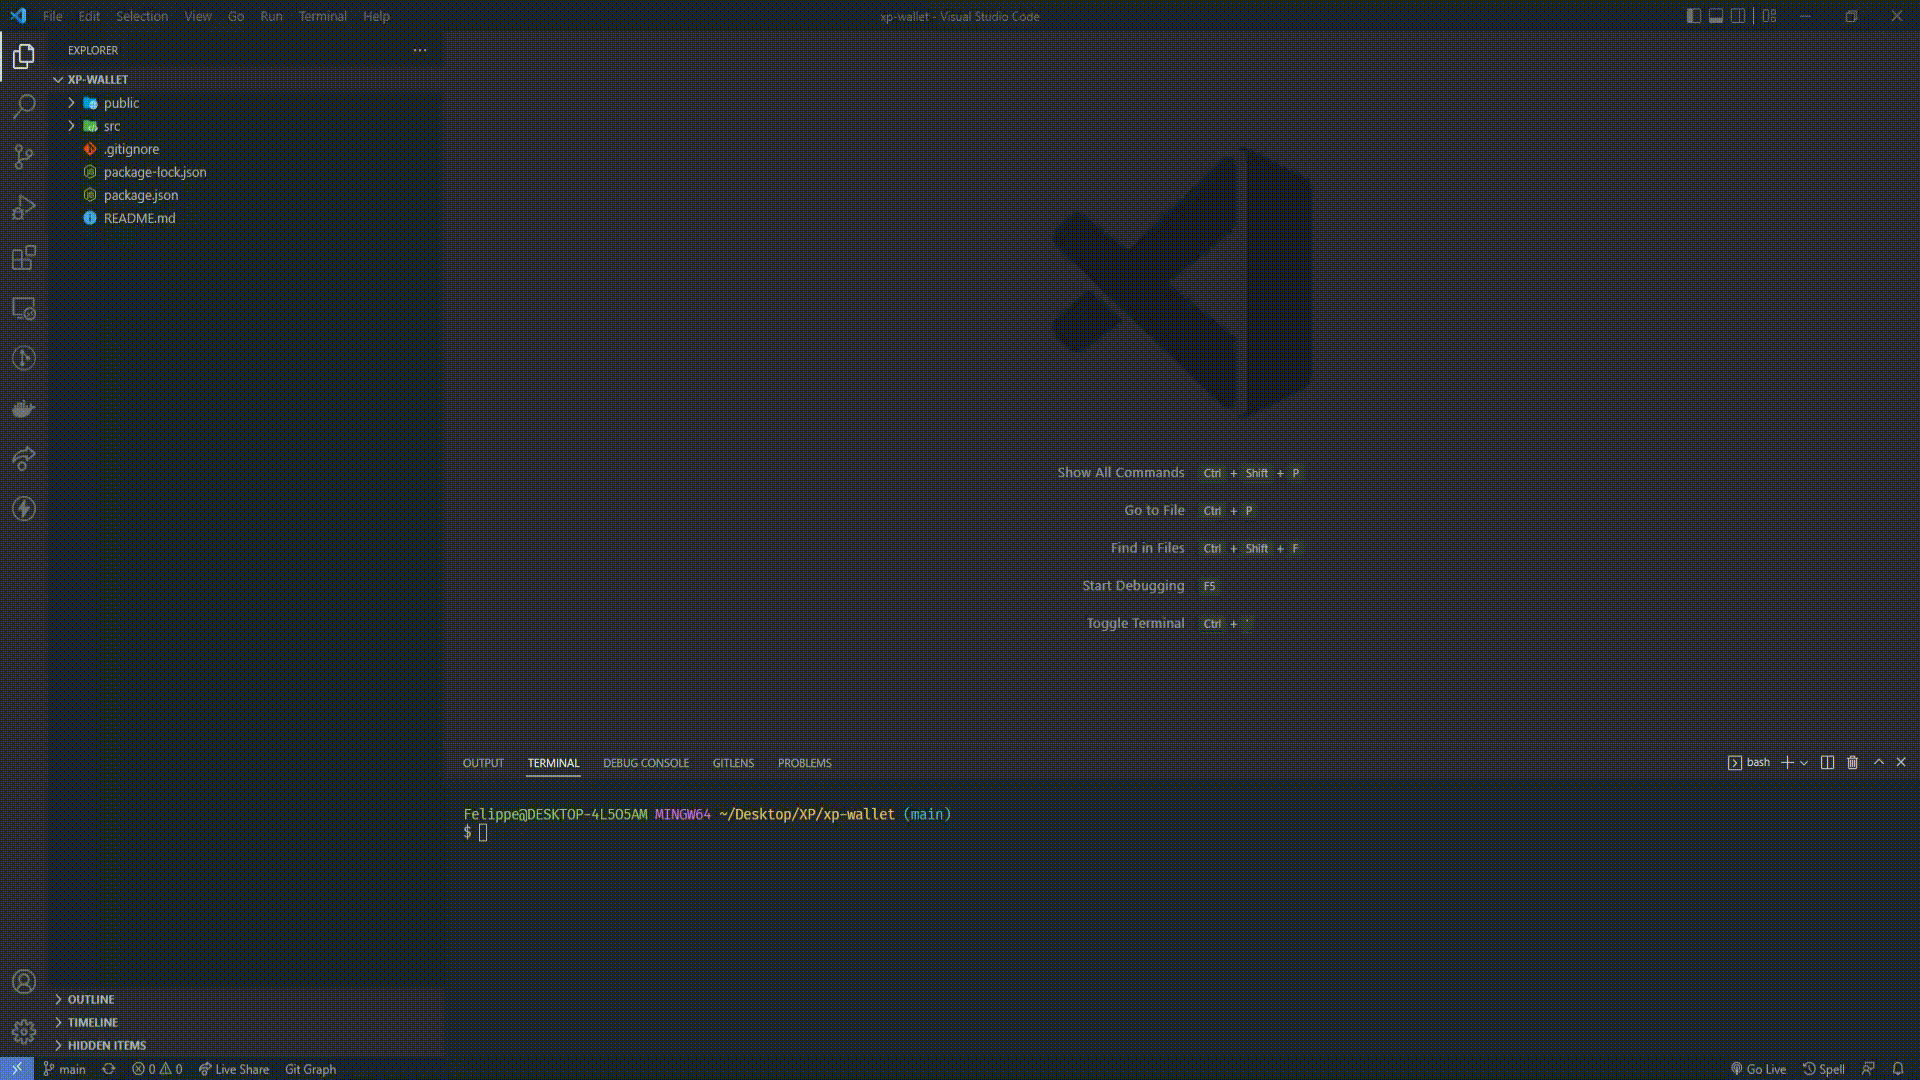 File Edit Selection View Go Run Terminal Help
xp-wallet - Visual Studio Code
EXPLORER
XP-WALLET
public
src
.gitignore
package-lock.json
package.json
README.md
Show All Commands Ctrl + Shift + P
Go to File Ctrl + P
Find in Files Ctrl + Shift + F
Start Debugging F5
Toggle Terminal Ctrl + `
OUTPUT TERMINAL DEBUG CONSOLE GITLENS PROBLEMS
bash
Felippe@DESKTOP-4L5O5AM MINGW64 ~/Desktop/XP/xp-wallet (main)
$
OUTLINE
TIMELINE
HIDDEN ITEMS
main 0 0 Live Share Git Graph
Go Live Spell